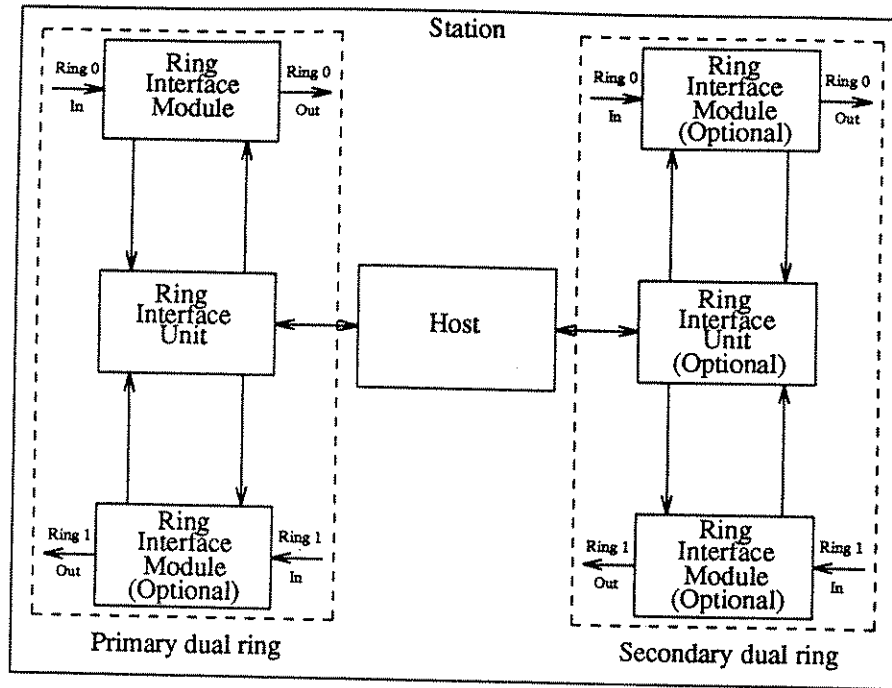 Station
Ring 0
In
Ring
Interface
Module
Ring 0
Out
Ring
Interface
Unit
Ring 1
Out
Ring
Interface
Module
(Optional)
Ring 1
In
Primary dual ring
Host
Ring 0
In
Ring
Interface
Module
(Optional)
Ring 0
Out
Ring
Interface
Unit
(Optional)
Ring 1
Out
Ring
Interface
Module
(Optional)
Ring 1
In
Secondary dual ring